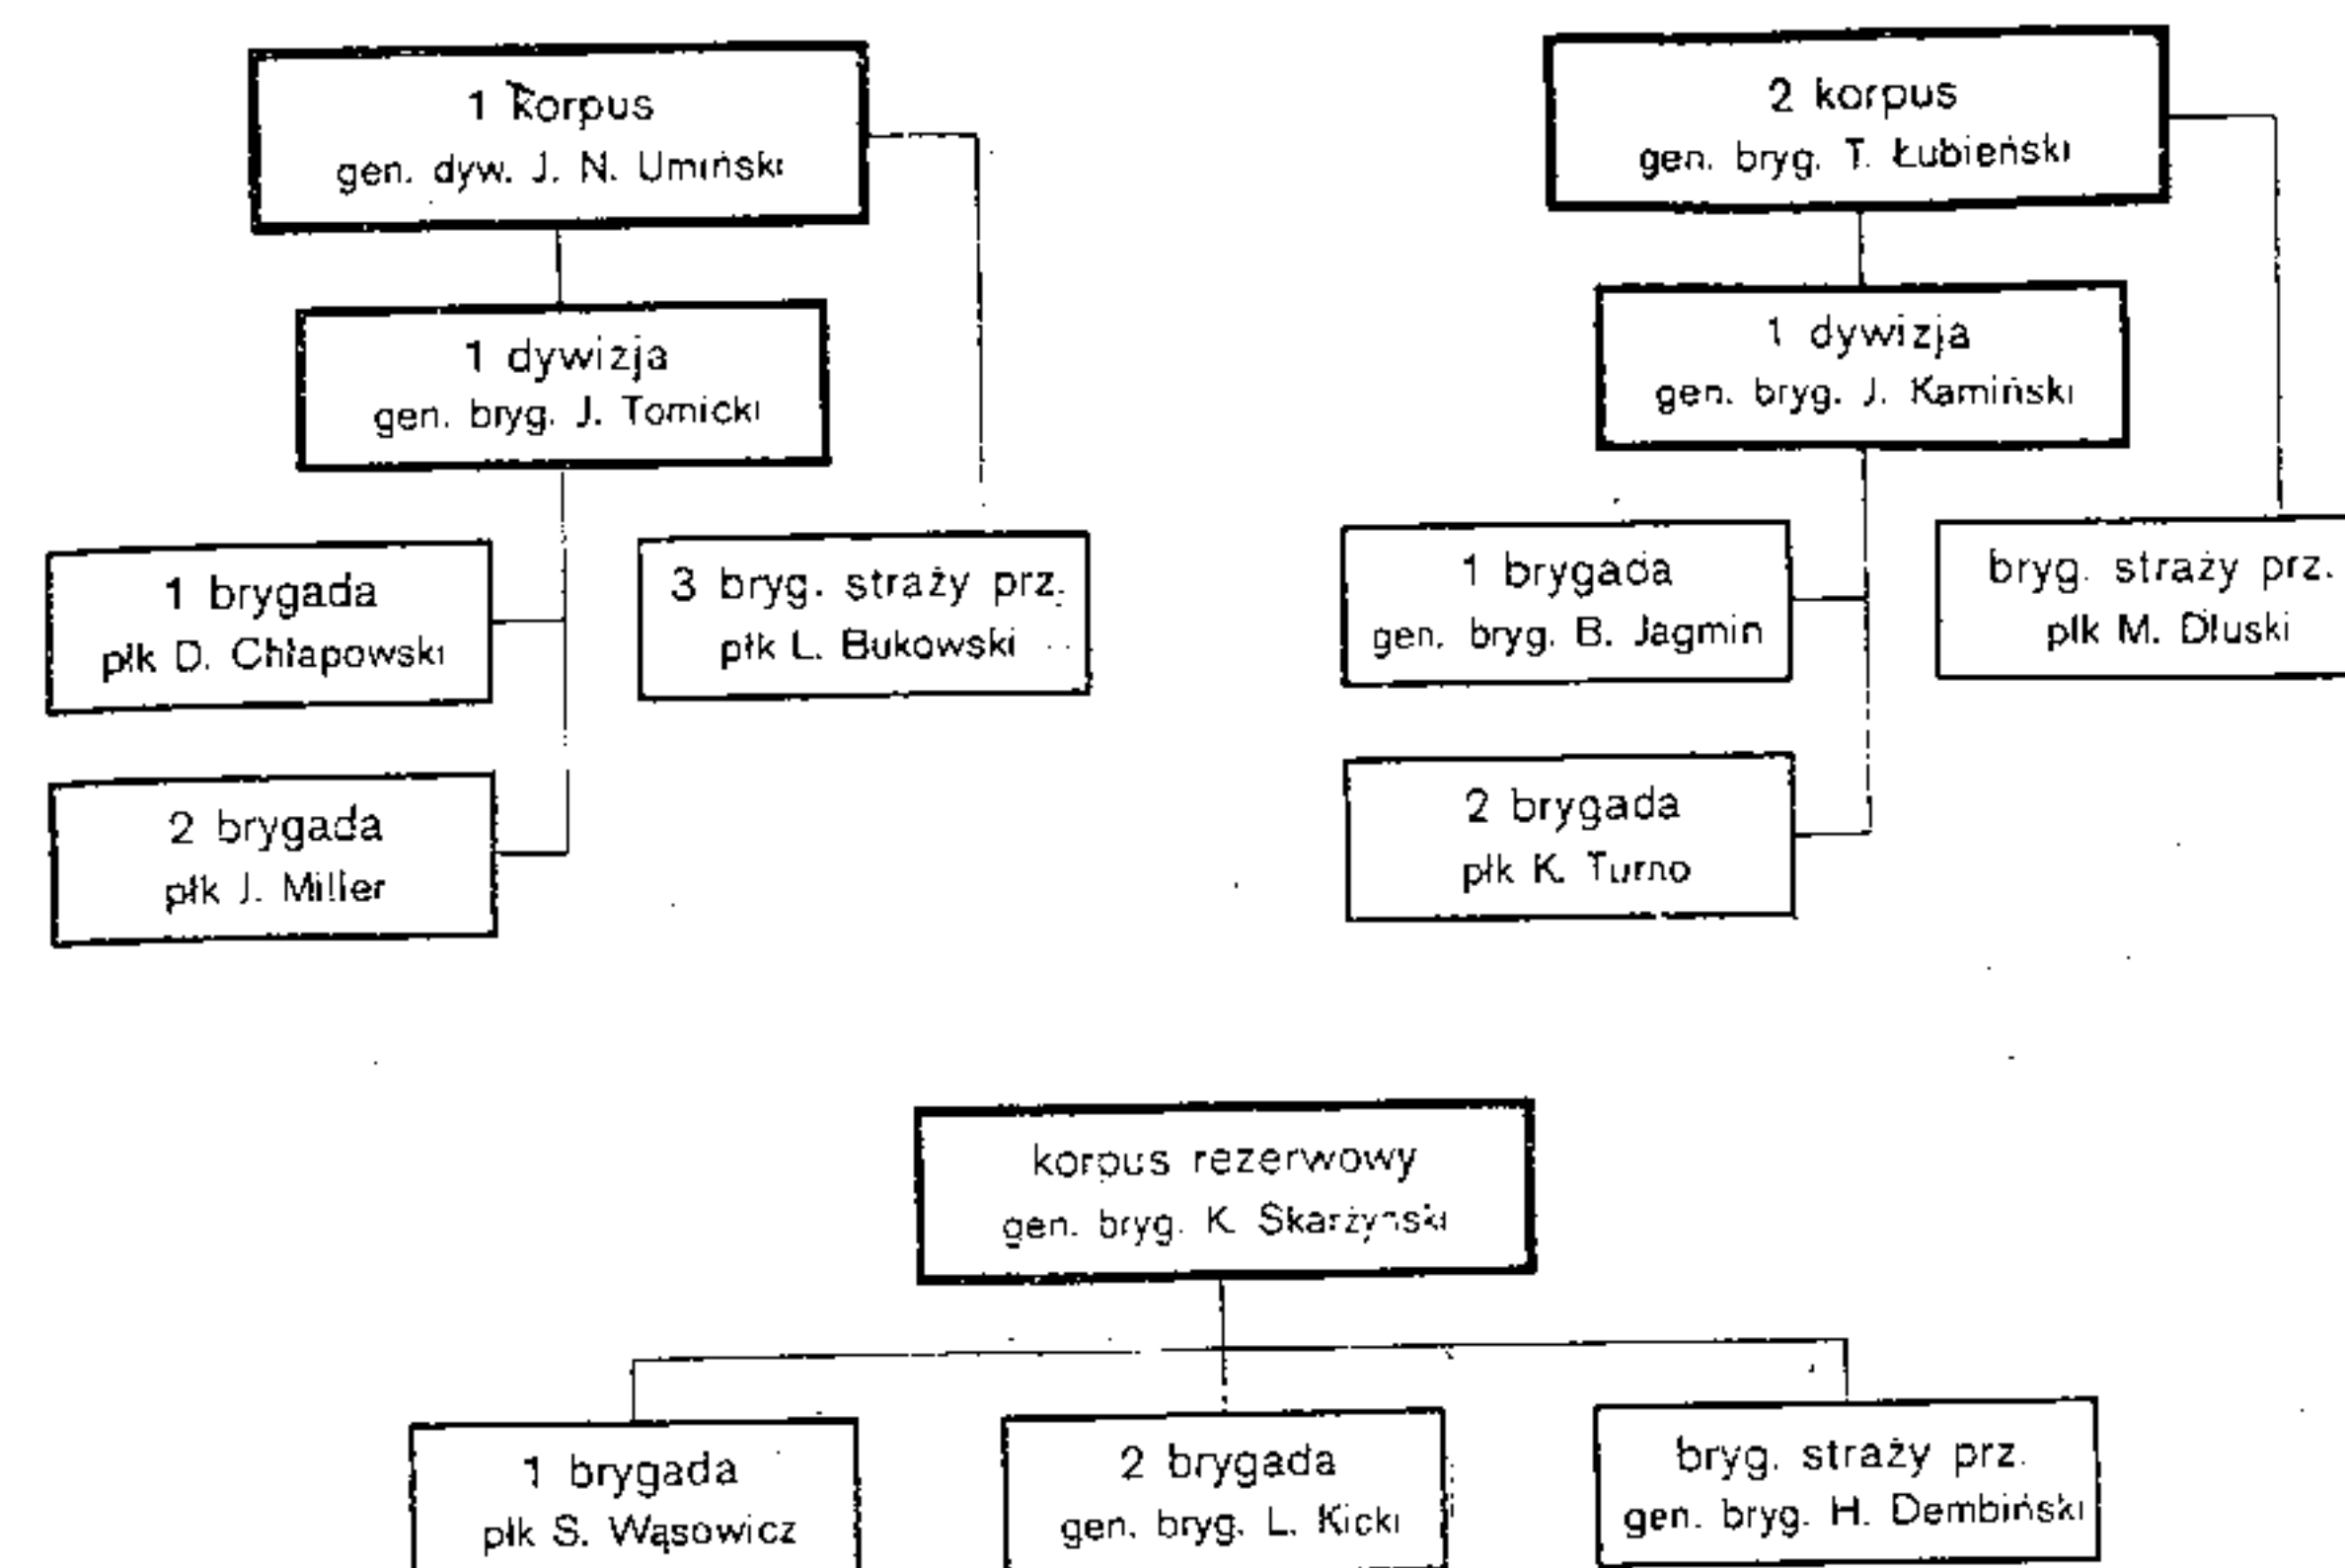 1 korpus
gen. dyw. J. N. Umiński
1 dywizja
gen. bryg. J. Tomicki
1 brygada
płk D. Chłapowski
3 bryg. straży prz.
płk L. Bukowski
2 brygada
płk J. Miller
2 korpus
gen. bryg. T. Łubieński
1 dywizja
gen. bryg. J. Kamiński
1 brygada
gen. bryg. B. Jagmin
bryg. straży prz.
płk M. Dłuski
2 brygada
płk K. Turno
korpus rezerwowy
gen. bryg. K. Skarżyński
1 brygada
płk S. Wąsowicz
2 brygada
gen. bryg. L. Kicki
bryg. straży prz.
gen. bryg. H. Dembiński